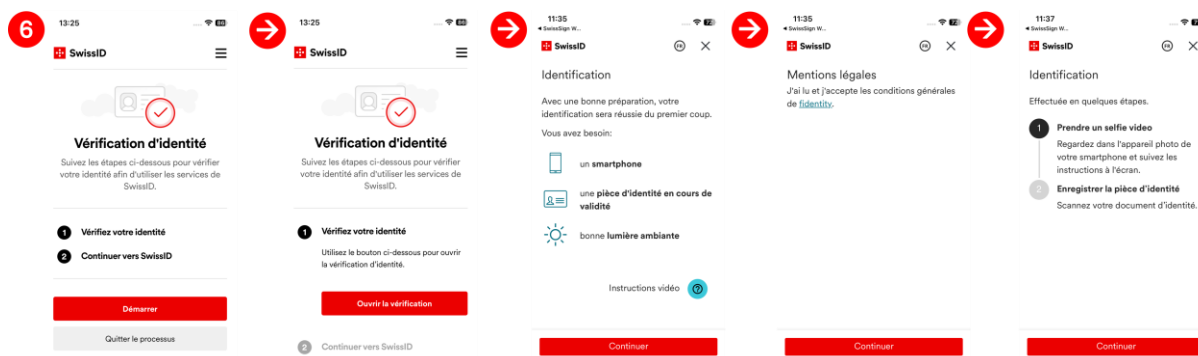 6
13:25
86
SwissID
Vérification d'identité
Suivez les étapes ci-dessous pour vérifier
votre identité afin d'utiliser les services de
SwissID.
1 Vérifiez votre identité
2 Continuer vers SwissID
Démarrer
Quitter le processus
13:25
86
SwissID
Vérification d'identité
Suivez les étapes ci-dessous pour vérifier
votre identité afin d'utiliser les services de
SwissID.
1 Vérifiez votre identité
Utilisez le bouton ci-dessous pour ouvrir
la vérification d'identité.
Ouvrir la vérification
2 Continuer vers SwissID
11:35
72
SwissSign W...
SwissID
FR
Identification
Avec une bonne préparation, votre
identification sera réussie du premier coup.
Vous avez besoin:
un smartphone
une pièce d'identité en cours de
validité
bonne lumière ambiante
Instructions vidéo
Continuer
11:35
72
SwissSign W...
SwissID
FR
Mentions légales
J'ai lu et j'accepte les conditions générales
de fidentity.
Continuer
11:37
SwissSign W...
SwissID
FR
Identification
Effectuée en quelques étapes.
1 Prendre un selfie video
Regardez dans l'appareil photo de
votre smartphone et suivez les
instructions à l'écran.
2 Enregistrer la pièce d'identité
Scannez votre document d'identité.
Continuer